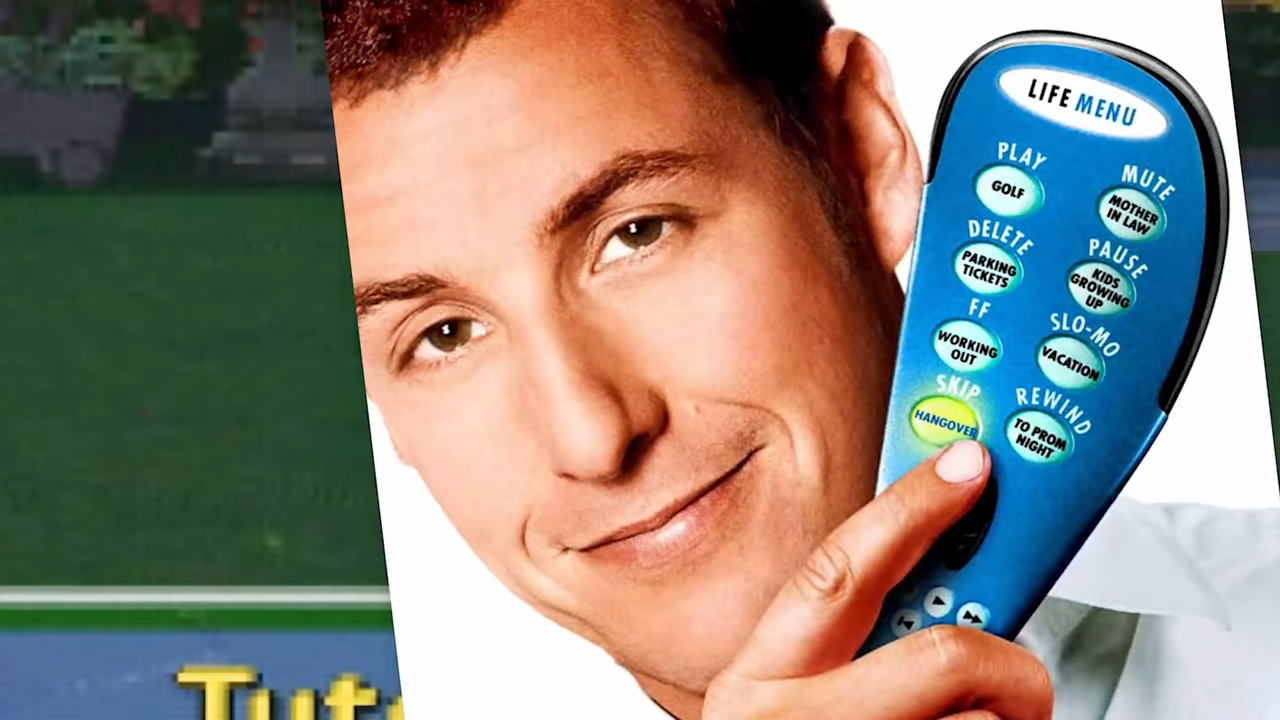 LIFE MENU
PLAY
GOLF
MUTE
MOTHER
IN LAW
DELETE
PARKING
TICKETS
PAUSE
KIDS
GROWING
UP
FF
WORKING
OUT
SLO-MO
VACATION
SKIP
HANGOVER
REWIND
TO PROM
NIGHT